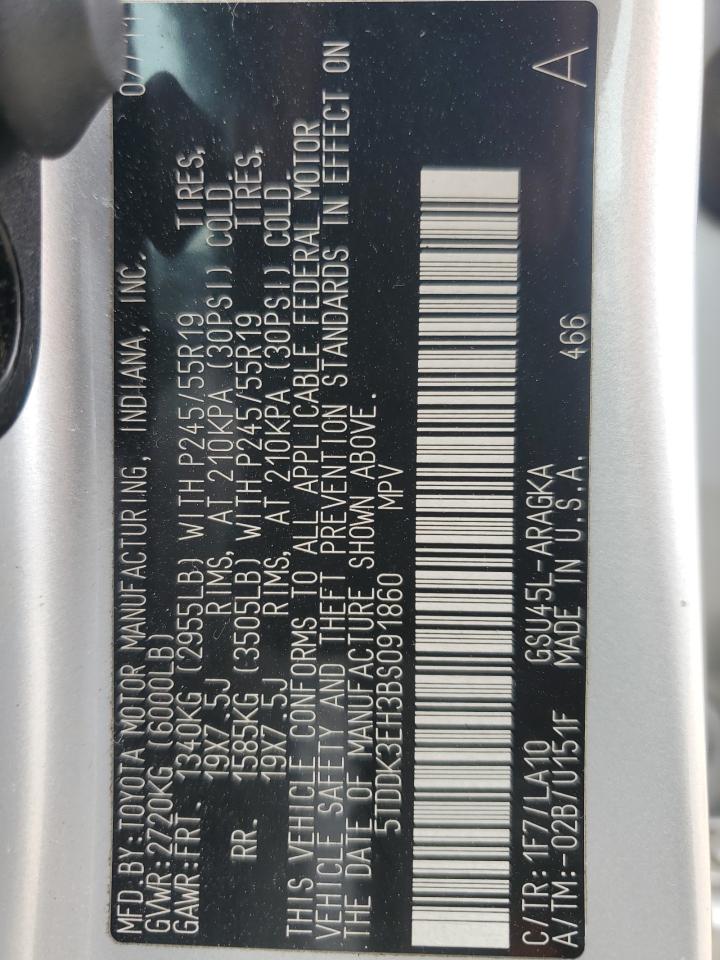 MFD.BY:TOYOTA MOTOR MANUFACTURING, INDIANA, INC. 07/11
GVWR:2720KG (6000LB)
GAWR:FRT. 1340KG (2955LB) WITH P245/55R19 TIRES,
19X7.5J RIMS, AT 210KPA (30PSI) COLD.
RR. 1585KG (3505LB) WITH P245/55R19 TIRES,
19X7.5J RIMS, AT 210KPA (30PSI) COLD.
THIS VEHICLE CONFORMS TO ALL APPLICABLE FEDERAL MOTOR
VEHICLE SAFETY AND THEFT PREVENTION STANDARDS IN EFFECT ON
THE DATE OF MANUFACTURE SHOWN ABOVE.
5TDDK3EH3BS091860 MPV
C/TR:1F7/LA10 GSU45L-ARAGKA 466 A
A/TM:-02B/U151F MADE IN U.S.A.